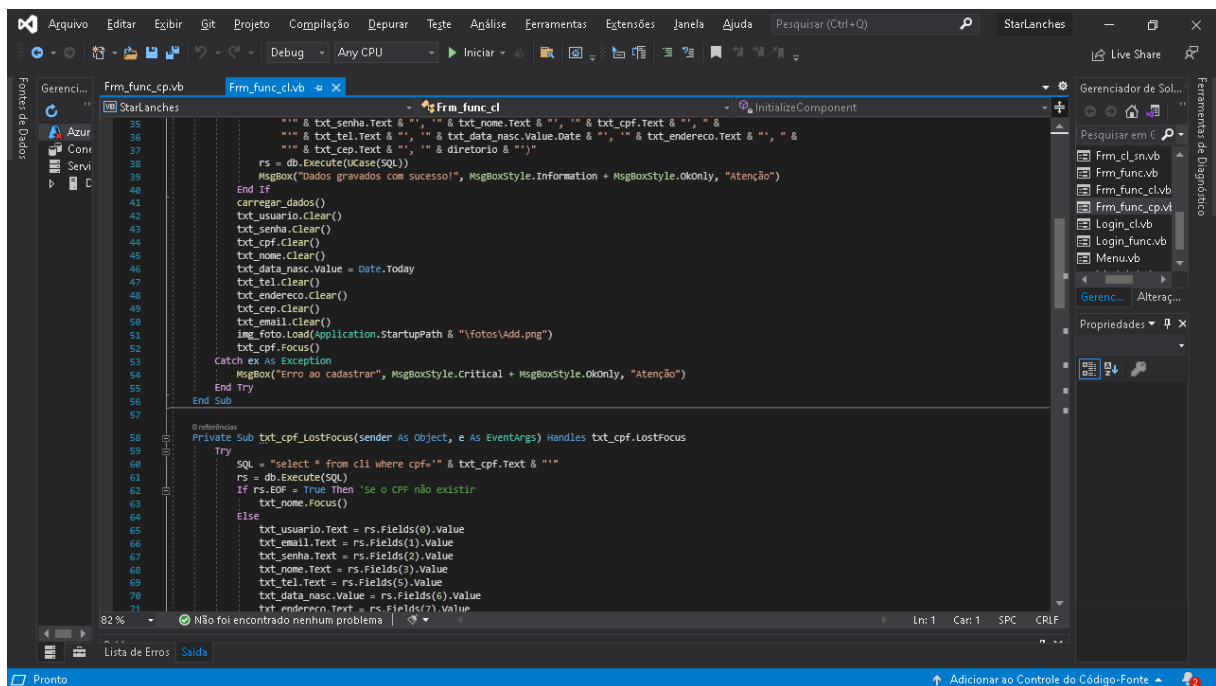 Arquivo Editar Exibir Git Projeto Compilação Depurar Teste Análise Ferramentas Extensões Janela Ajuda Pesquisar (Ctrl+Q) StarLanches
Debug Any CPU Iniciar Live Share
Fontes de Dados
Gerenci...
Azur
Cone
Servi
D
Frm_func_cp.vb Frm_func_cl.vb
StarLanches Frm_func_cl InitializeComponent
35 "'" & txt_senha.Text & "', '" & txt_nome.Text & "', '" & txt_cpf.Text & "', " &
36 "'" & txt_tel.Text & "', '" & txt_data_nasc.Value.Date & "', '" & txt_endereco.Text & "', " &
37 "'" & txt_cep.Text & "', '" & diretorio & "')"
38 rs = db.Execute(UCase(SQL))
39 MsgBox("Dados gravados com sucesso!", MsgBoxStyle.Information + MsgBoxStyle.OkOnly, "Atenção")
40 End If
41 carregar_dados()
42 txt_usuario.Clear()
43 txt_senha.Clear()
44 txt_cpf.Clear()
45 txt_nome.Clear()
46 txt_data_nasc.Value = Date.Today
47 txt_tel.Clear()
48 txt_endereco.Clear()
49 txt_cep.Clear()
50 txt_email.Clear()
51 img_foto.Load(Application.StartupPath & "\fotos\Add.png")
52 txt_cpf.Focus()
53 Catch ex As Exception
54 MsgBox("Erro ao cadastrar", MsgBoxStyle.Critical + MsgBoxStyle.OkOnly, "Atenção")
55 End Try
56 End Sub
57
0 referências
58 Private Sub txt_cpf_LostFocus(sender As Object, e As EventArgs) Handles txt_cpf.LostFocus
59 Try
60 SQL = "select * from cli where cpf='" & txt_cpf.Text & "'"
61 rs = db.Execute(SQL)
62 If rs.EOF = True Then 'Se o CPF não existir
63 txt_nome.Focus()
64 Else
65 txt_usuario.Text = rs.Fields(0).Value
66 txt_email.Text = rs.Fields(1).Value
67 txt_senha.Text = rs.Fields(2).Value
68 txt_nome.Text = rs.Fields(3).Value
69 txt_tel.Text = rs.Fields(5).Value
70 txt_data_nasc.Value = rs.Fields(6).Value
71 txt_endereco.Text = rs.Fields(7).Value
82 % Não foi encontrado nenhum problema Ln: 1 Car: 1 SPC CRLF
Lista de Erros Saída
Gerenciador de Sol...
Pesquisar em G
Frm_cl_sn.vb
Frm_func.vb
Frm_func_cl.vb
Frm_func_cp.vb
Login_cl.vb
Login_func.vb
Menu.vb
Gerenc... Alteraç...
Propriedades
Ferramentas de Diagnóstico
Pronto Adicionar ao Controle do Código-Fonte 2